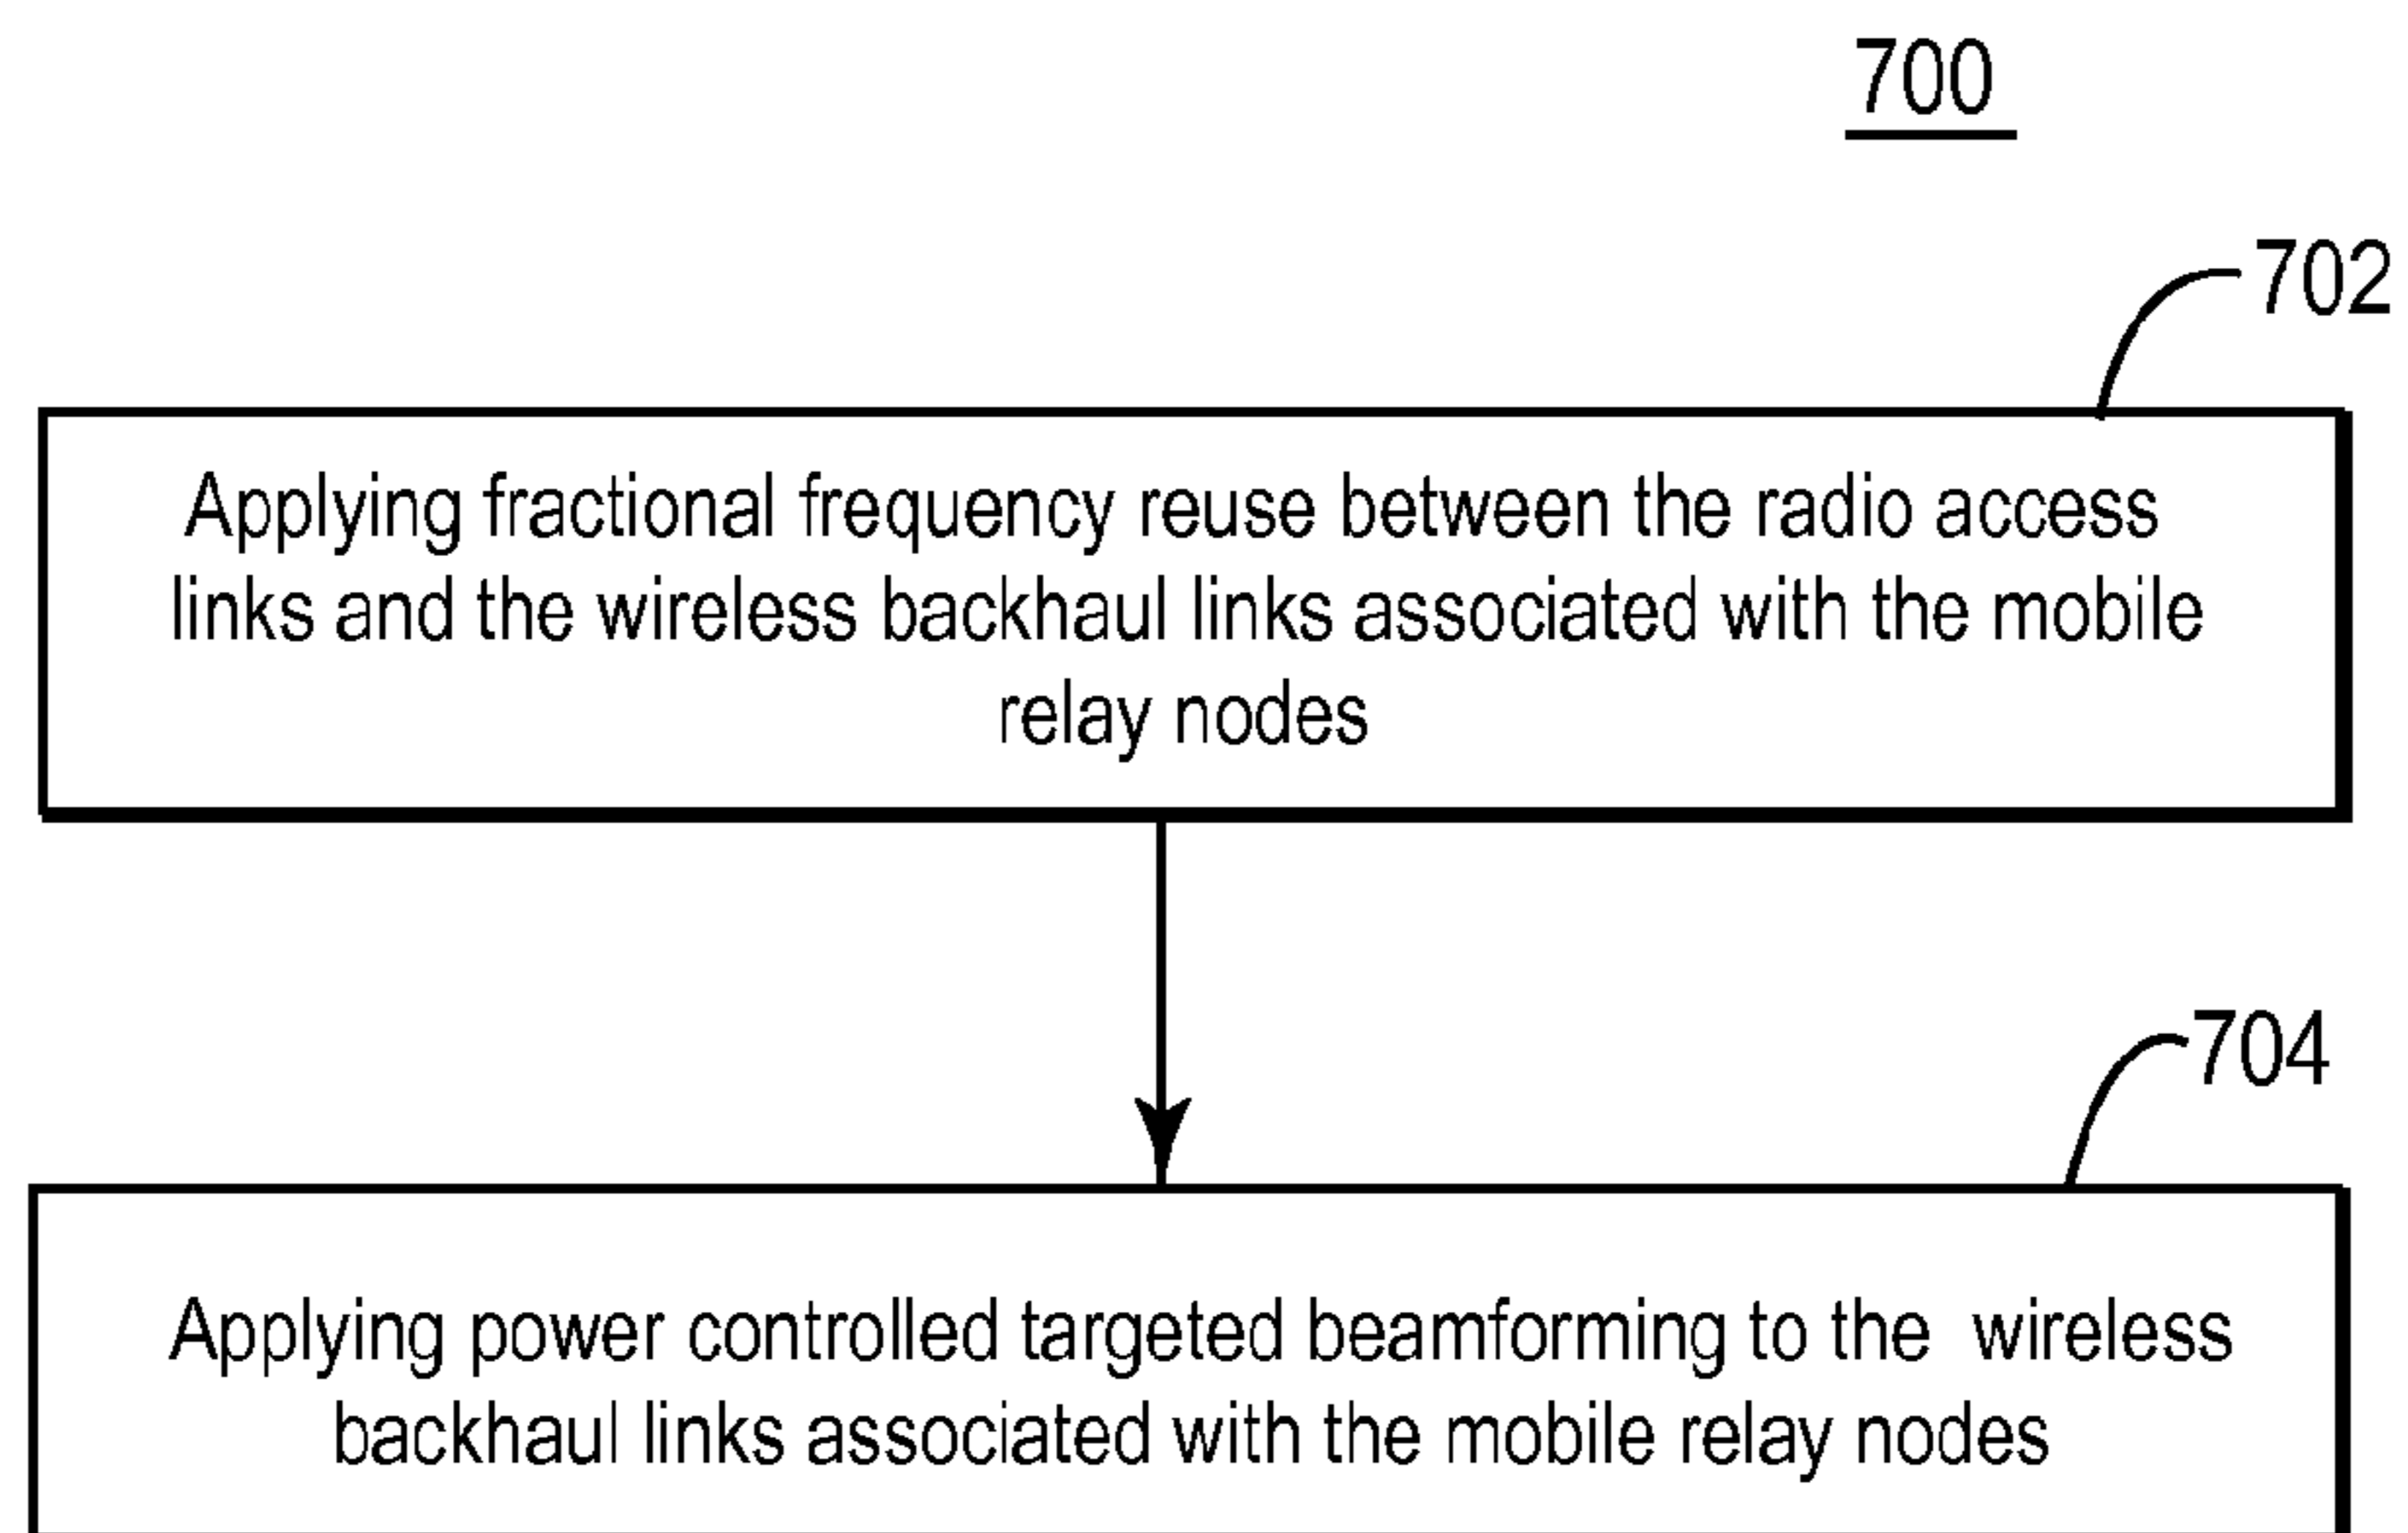 700
702
Applying fractional frequency reuse between the radio access
links and the wireless backhaul links associated with the mobile
relay nodes
704
Applying power controlled targeted beamforming to the wireless
backhaul links associated with the mobile relay nodes